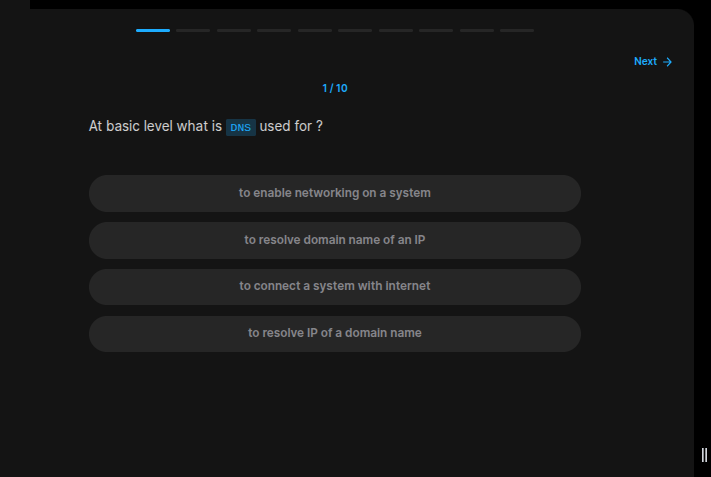 Next →
1 / 10
At basic level what is DNS used for ?
to enable networking on a system
to resolve domain name of an IP
to connect a system with internet
to resolve IP of a domain name